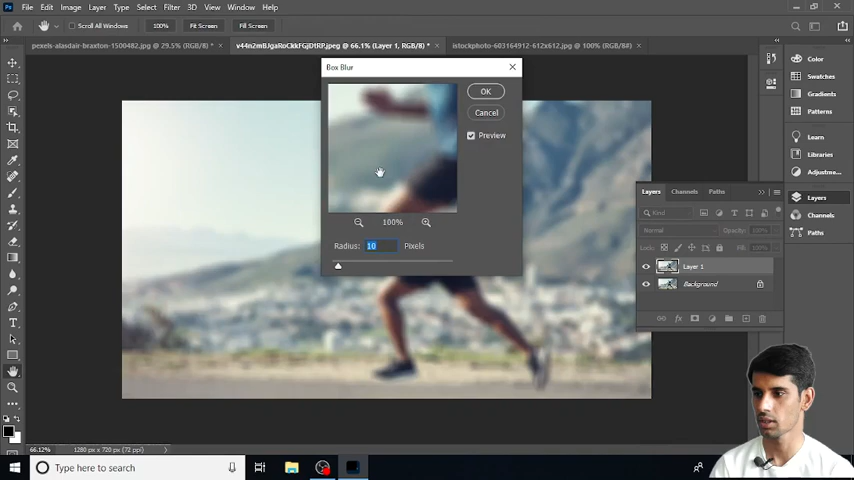 File Edit Image Layer Type Select Filter 3D View Window Help
Scroll All Windows 100% Fit Screen Fill Screen
pexels-alasdair-braxton-1500482.jpg @ 29.5% (RGB/8) * ×
v44n2mBJgaRoCkkFGjDtRP.jpeg @ 66.1% (Layer 1, RGB/8) * ×
istockphoto-603164912-612x612.jpg @ 100% (RGB/8#) ×
Box Blur
OK
Cancel
Preview
100%
Radius: 10 Pixels
Color
Swatches
Gradients
Patterns
Learn
Libraries
Adjustme...
Layers
Channels
Paths
Layers Channels Paths
Kind
Normal Opacity: 100%
Lock: Fill: 100%
Layer 1
Background
66.12% 1280 px x 720 px (72 ppi)
Type here to search